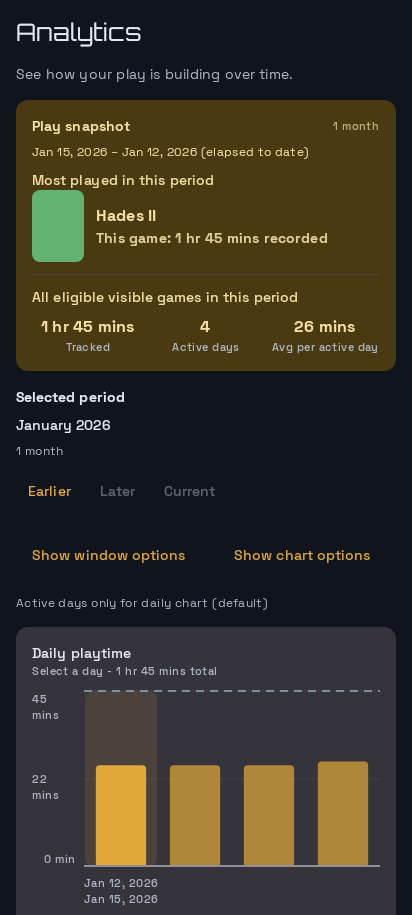 Analytics
See how your play is building over time.
Play snapshot
1 month
Jan 15, 2026 – Jan 12, 2026 (elapsed to date)
Most played in this period
Hades II
This game: 1 hr 45 mins recorded
All eligible visible games in this period
1 hr 45 mins
4
26 mins
Tracked
Active days
Avg per active day
Selected period
January 2026
1 month
Earlier
Later
Current
Show window options
Show chart options
Active days only for daily chart (default)
Daily playtime
Select a day - 1 hr 45 mins total
45
mins
22
mins
0 min
Jan 12, 2026
Jan 15, 2026